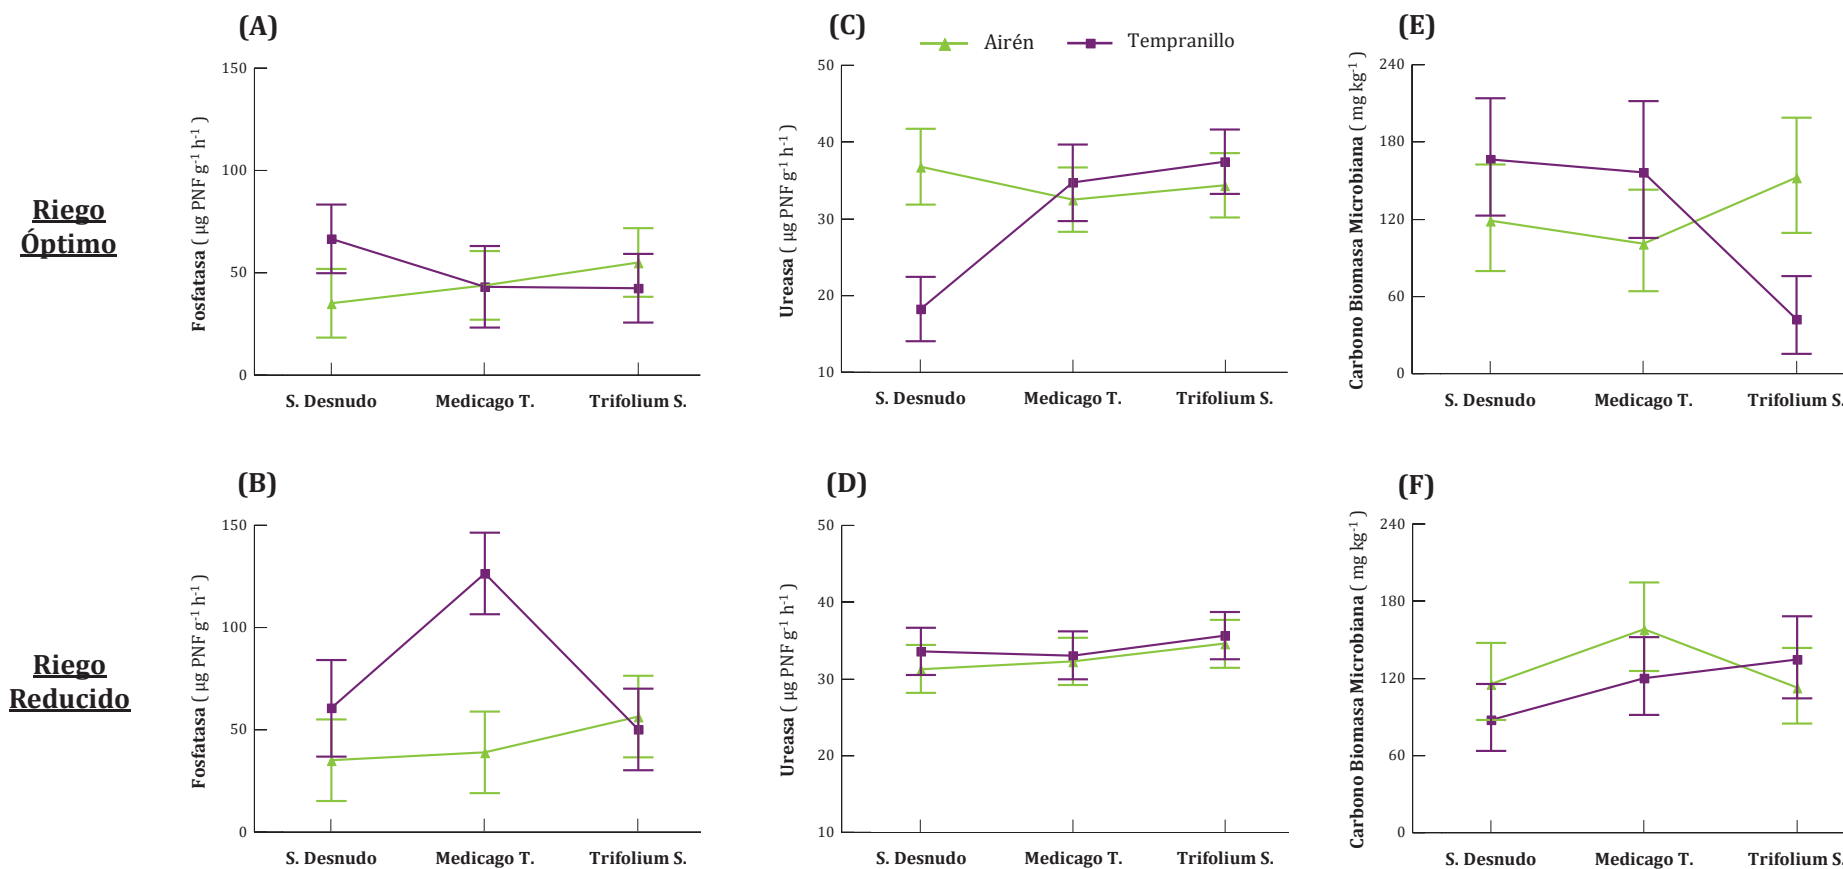 (A)
(C)
(E)
Airén
Tempranillo
Riego
Óptimo
Fosfatasa ( µg PNF g-1 h-1 )
150
100
50
0
S. Desnudo
Medicago T.
Trifolium S.
Ureasa ( µg PNF g-1 h-1 )
50
40
30
20
10
S. Desnudo
Medicago T.
Trifolium S.
Carbono Biomasa Microbiana ( mg kg-1 )
240
180
120
60
0
S. Desnudo
Medicago T.
Trifolium S.
(B)
(D)
(F)
Riego
Reducido
Fosfatasa ( µg PNF g-1 h-1 )
150
100
50
0
S. Desnudo
Medicago T.
Trifolium S.
Ureasa ( µg PNF g-1 h-1 )
50
40
30
20
10
S. Desnudo
Medicago T.
Trifolium S.
Carbono Biomasa Microbiana ( mg kg-1 )
240
180
120
60
0
S. Desnudo
Medicago T.
Trifolium S.